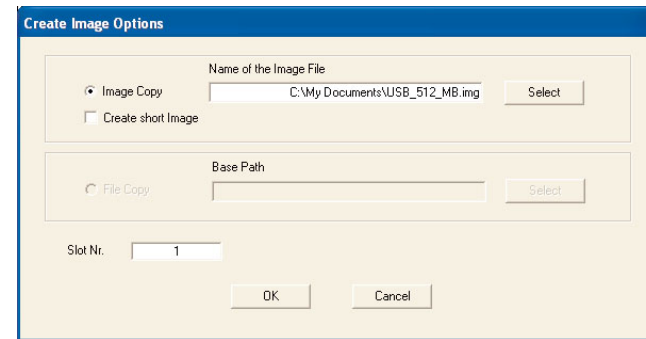 Create Image Options
Name of the Image File
Image Copy
C:\My Documents\USB_512_MB.img
Select
Create short Image
Base Path
File Copy
Select
Slot Nr.
1
OK
Cancel